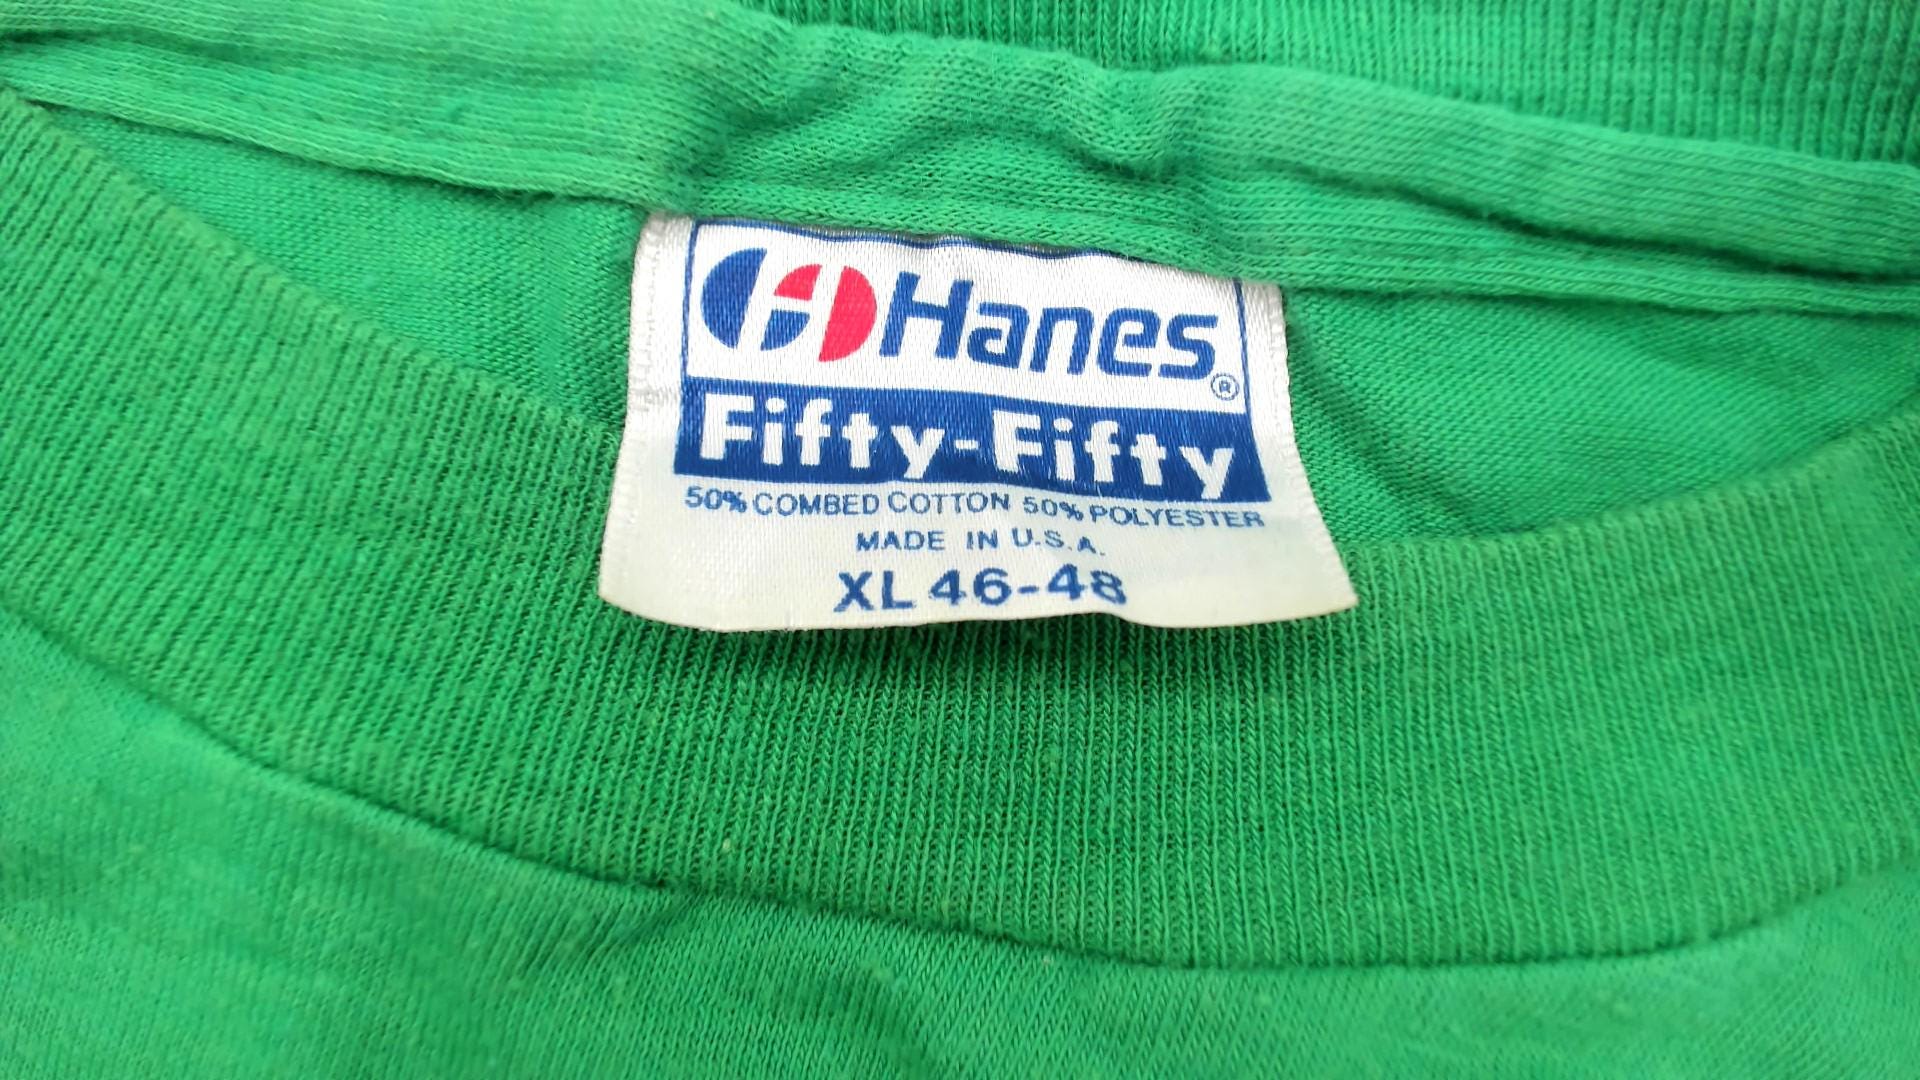 Hanes®
Fifty-Fifty
50% COMBED COTTON 50% POLYESTER
MADE IN U.S.A.
XL 46-48